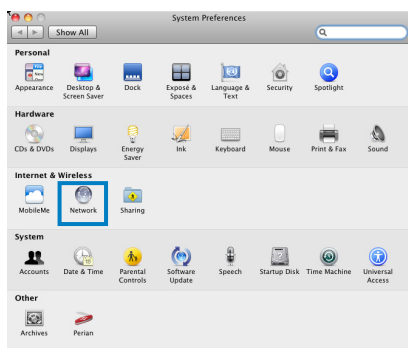 System Preferences
Show All
Personal
Appearance
Desktop &
Screen Saver
Dock
Exposé &
Spaces
Language &
Text
Security
Spotlight
Hardware
CDs & DVDs
Displays
Energy
Saver
Ink
Keyboard
Mouse
Print & Fax
Sound
Internet & Wireless
MobileMe
Network
Sharing
System
Accounts
Date & Time
Parental
Controls
Software
Update
Speech
Startup Disk
Time Machine
Universal
Access
Other
Archives
Perian